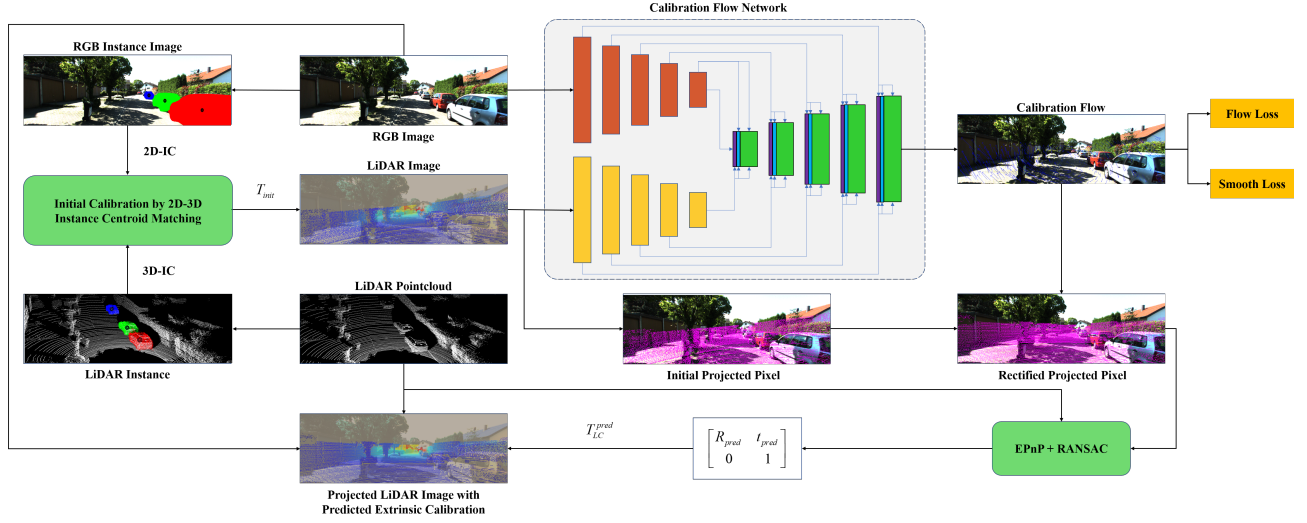 Calibration Flow Network
RGB Instance Image
RGB Image
Calibration Flow
Flow Loss
Smooth Loss
2D-IC
LiDAR Image
Initial Calibration by 2D-3D
Instance Centroid Matching
T_init
3D-IC
LiDAR Pointcloud
LiDAR Instance
Initial Projected Pixel
Rectified Projected Pixel
T_LC^pred
R_pred t_pred
0 1
EPnP + RANSAC
Projected LiDAR Image with
Predicted Extrinsic Calibration